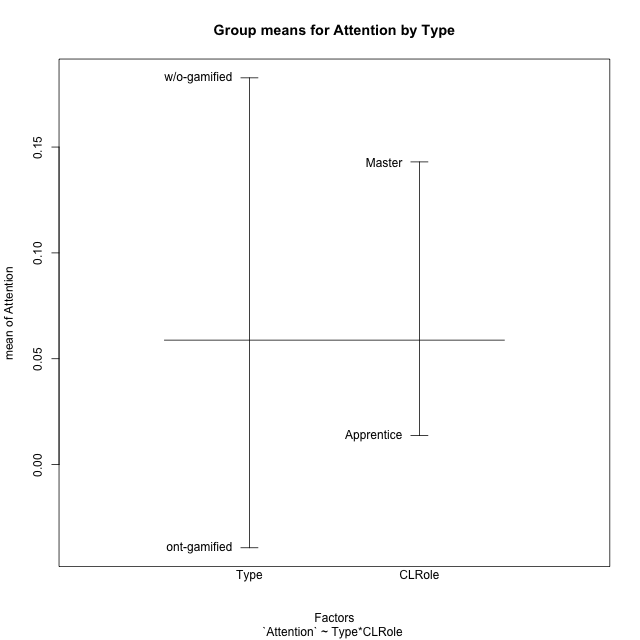 Group means for Attention by Type
mean of Attention
0.15
0.10
0.05
0.00
w/o-gamified
Master
Apprentice
ont-gamified
Type CLRole
Factors
`Attention` ~ Type*CLRole